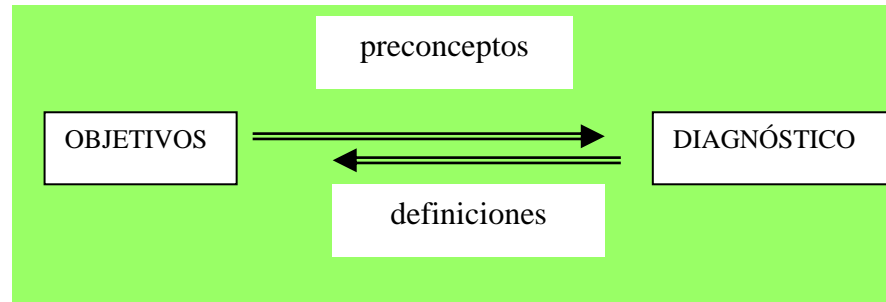 preconceptos
OBJETIVOS
DIAGNÓSTICO
definiciones